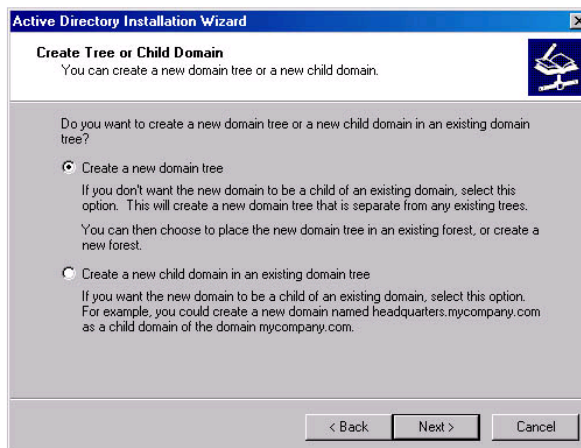 Active Directory Installation Wizard
Create Tree or Child Domain
You can create a new domain tree or a new child domain.
Do you want to create a new domain tree or a new child domain in an existing domain
tree?
Create a new domain tree
If you don't want the new domain to be a child of an existing domain, select this
option. This will create a new domain tree that is separate from any existing trees.
You can then choose to place the new domain tree in an existing forest, or create a
new forest.
Create a new child domain in an existing domain tree
If you want the new domain to be a child of an existing domain, select this option.
For example, you could create a new domain named headquarters.mycompany.com
as a child domain of the domain mycompany.com.
< Back Next > Cancel